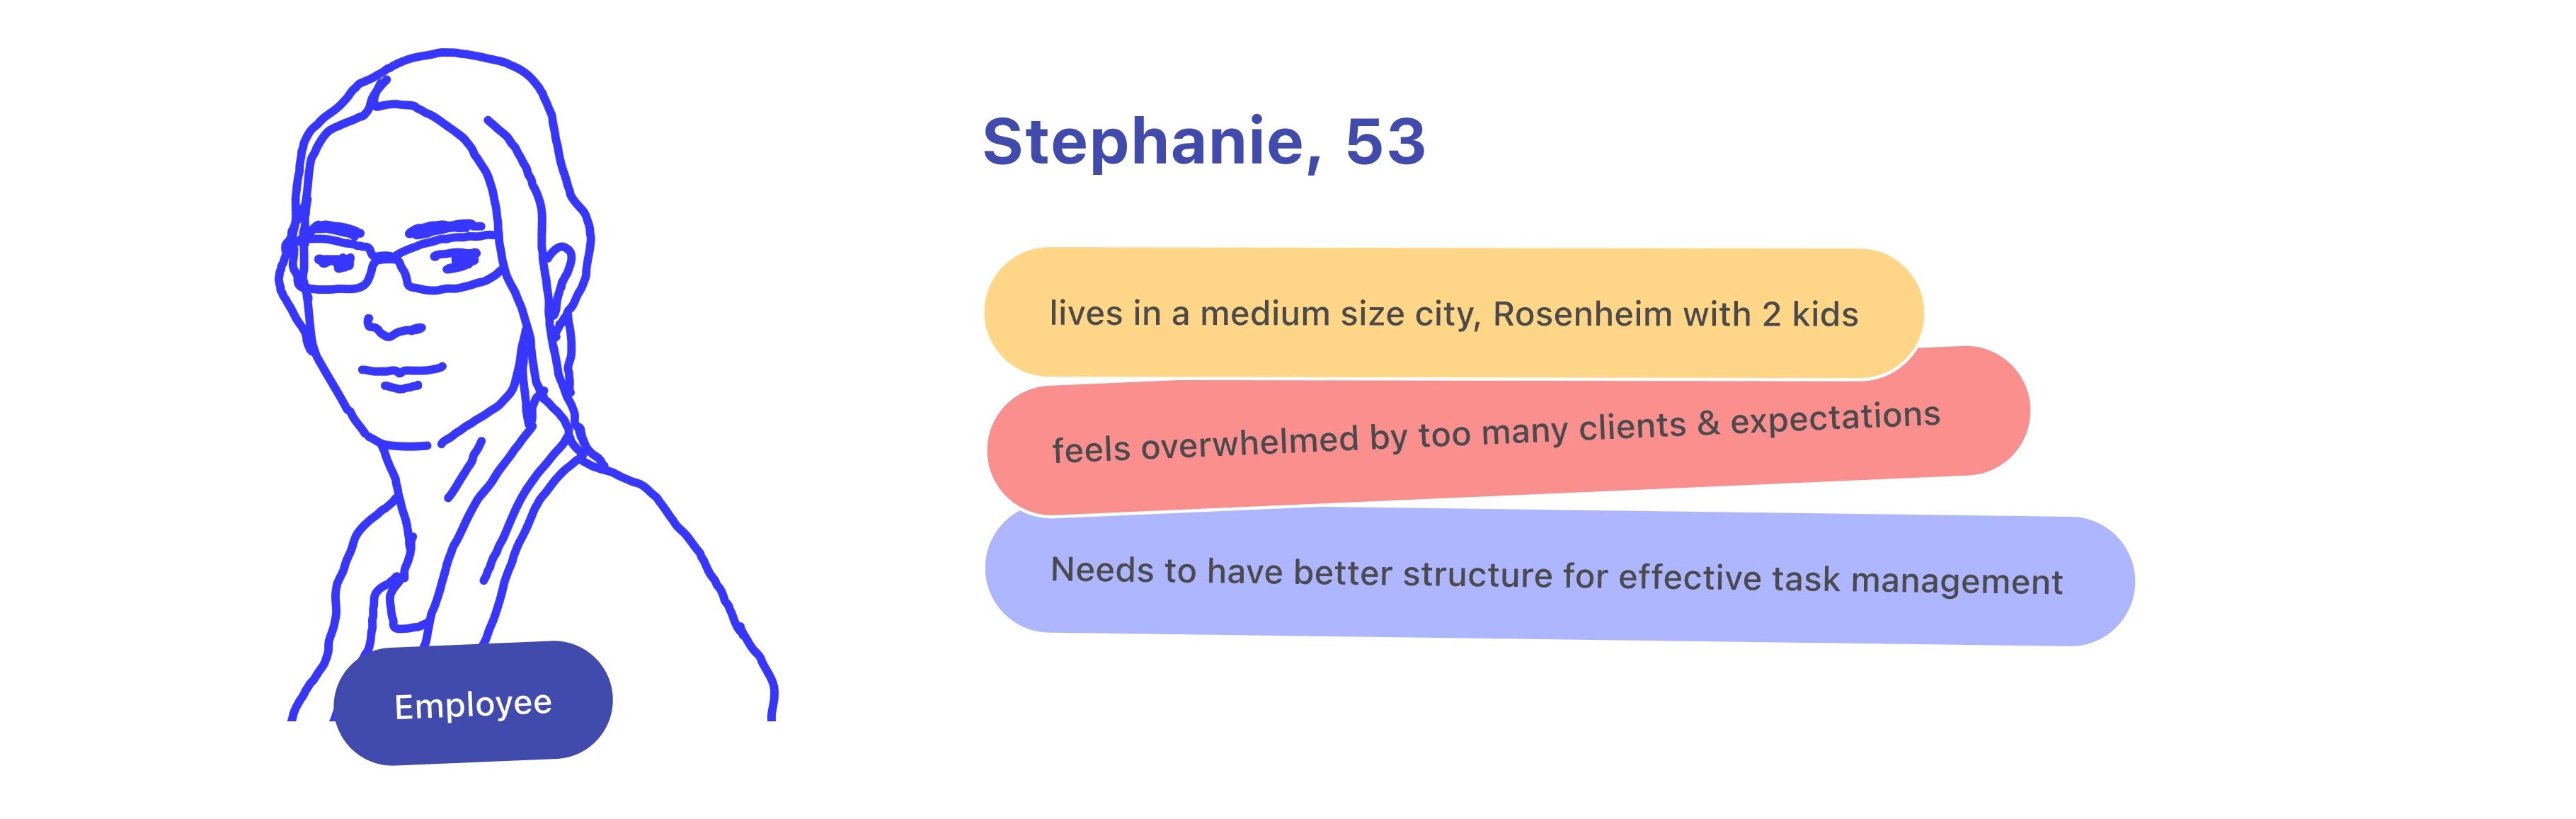 Stephanie, 53
lives in a medium size city, Rosenheim with 2 kids
feels overwhelmed by too many clients & expectations
Needs to have better structure for effective task management
Employee